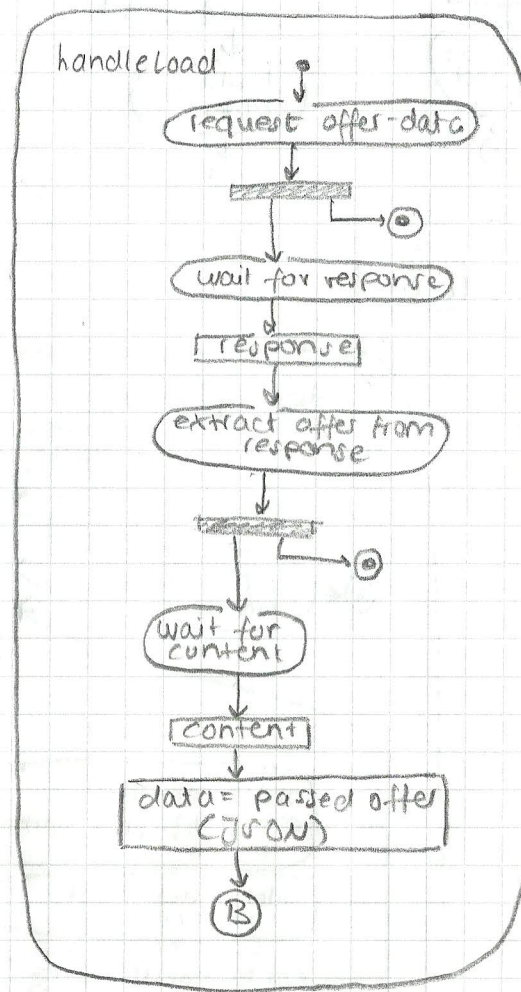 handleLoad
request offer-data
wait for response
response
extract offer from
response
wait for
content
content
data = passed offer
(JSON)
B